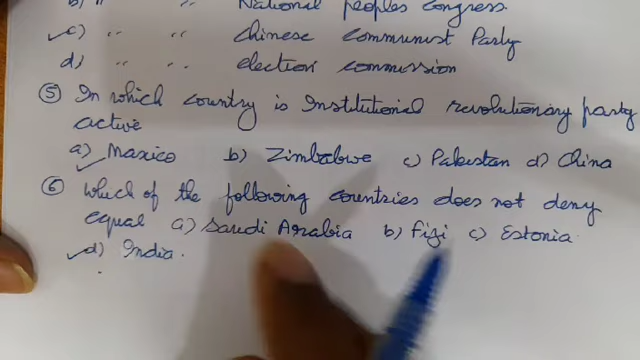 b) " " National peoples Congress
✓c) " " Chinese Communist Party
d) " " election commission
⑤ In which country is Institutional revolutionary party
active
✓a) Maxico b) Zimbabwe c) Pakistan d) China
⑥ which of the following countries does not deny
equal a) Saudi Arabia b) Fiji c) Estonia
✓d) India.